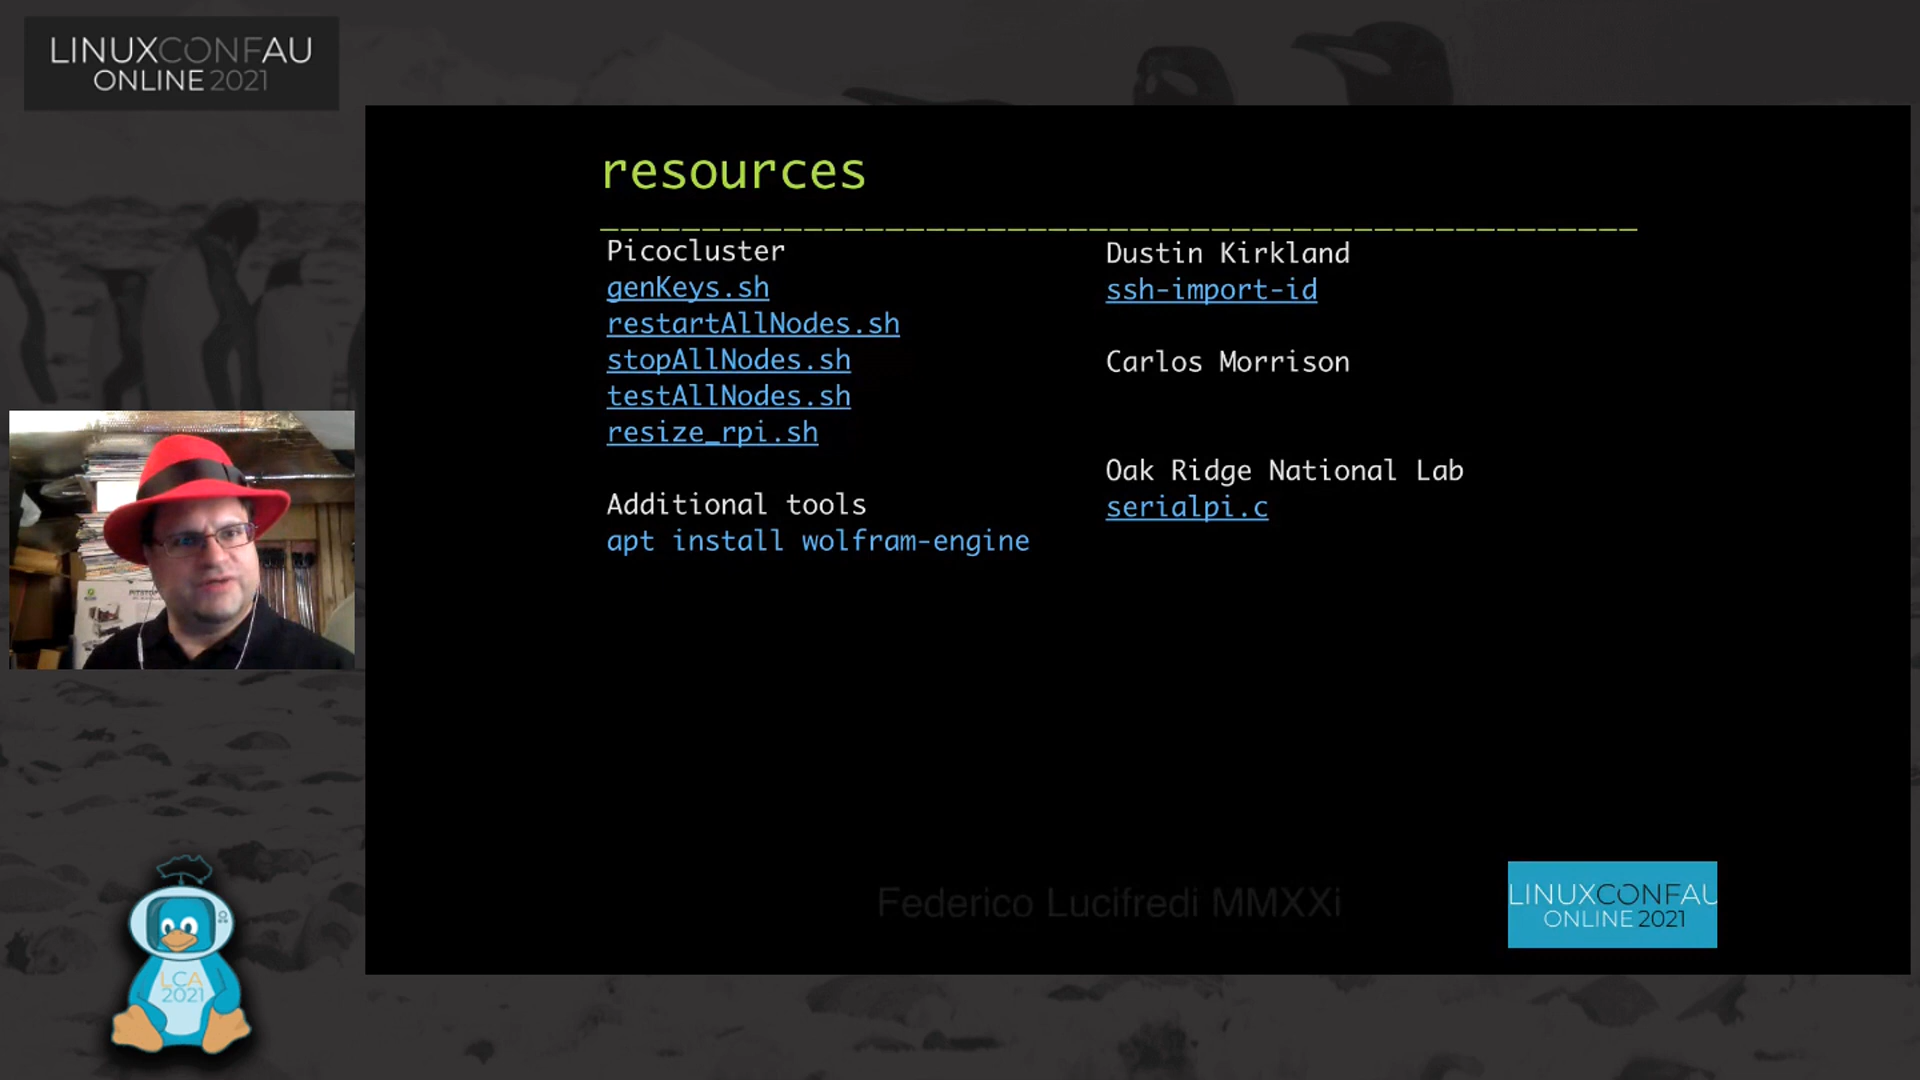 LINUXCONFAU
ONLINE 2021
resources
Picocluster
genKeys.sh
restartAllNodes.sh
stopAllNodes.sh
testAllNodes.sh
resize_rpi.sh
Additional tools
apt install wolfram-engine
Dustin Kirkland
ssh-import-id
Carlos Morrison
Oak Ridge National Lab
serialpi.c
Federico Lucifredi MMXXi
LINUXCONFAU
ONLINE 2021
LCA
2021